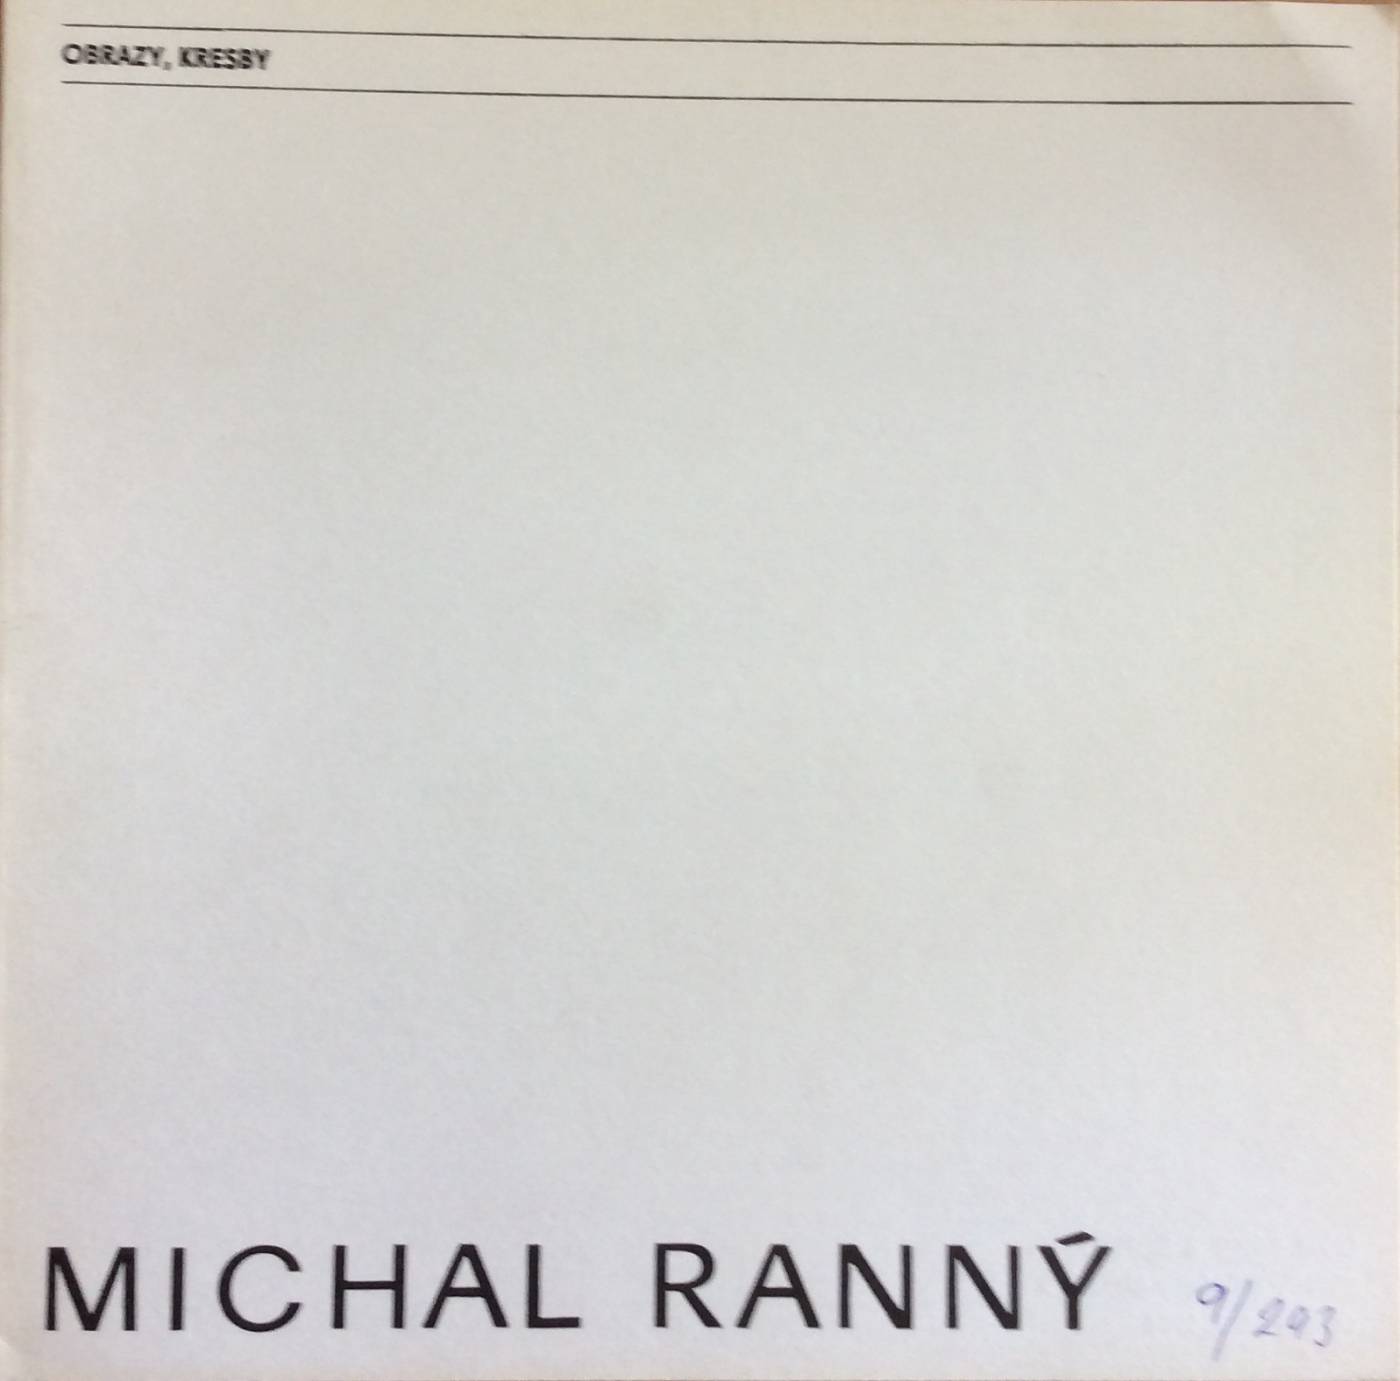 OBRAZY, KRESBY
MICHAL RANNÝ
9/293